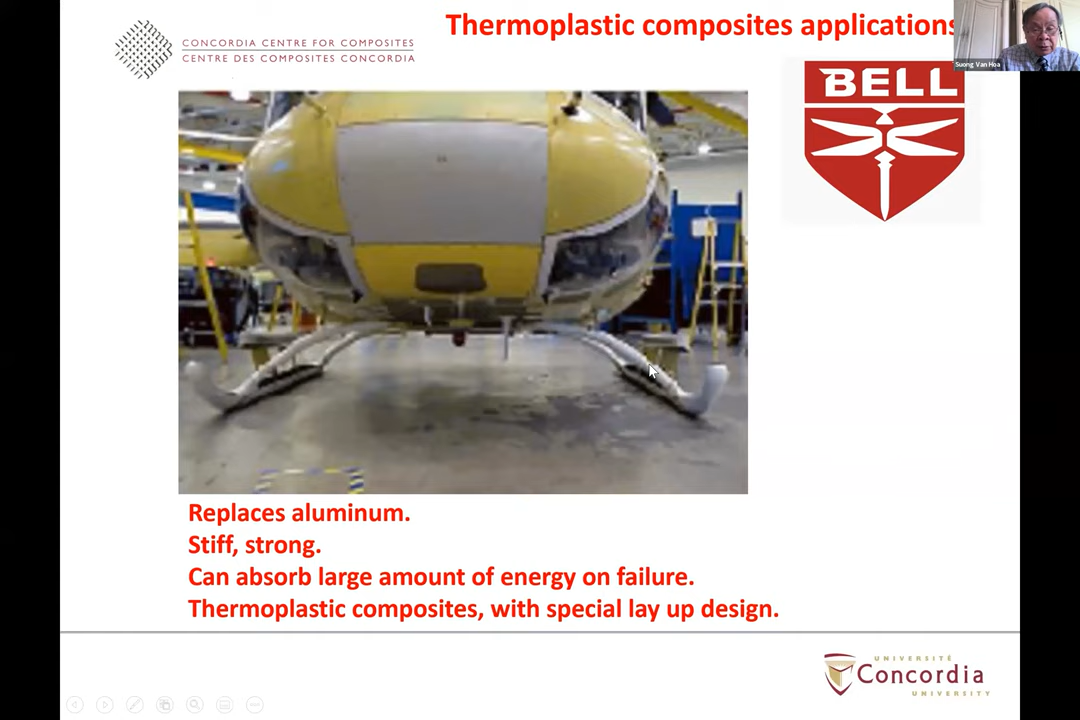 CONCORDIA CENTRE FOR COMPOSITES
CENTRE DES COMPOSITES CONCORDIA
Thermoplastic composites applications
Suong Van Hoa
BELL
Replaces aluminum.
Stiff, strong.
Can absorb large amount of energy on failure.
Thermoplastic composites, with special lay up design.
UNIVERSITÉ
Concordia
UNIVERSITY